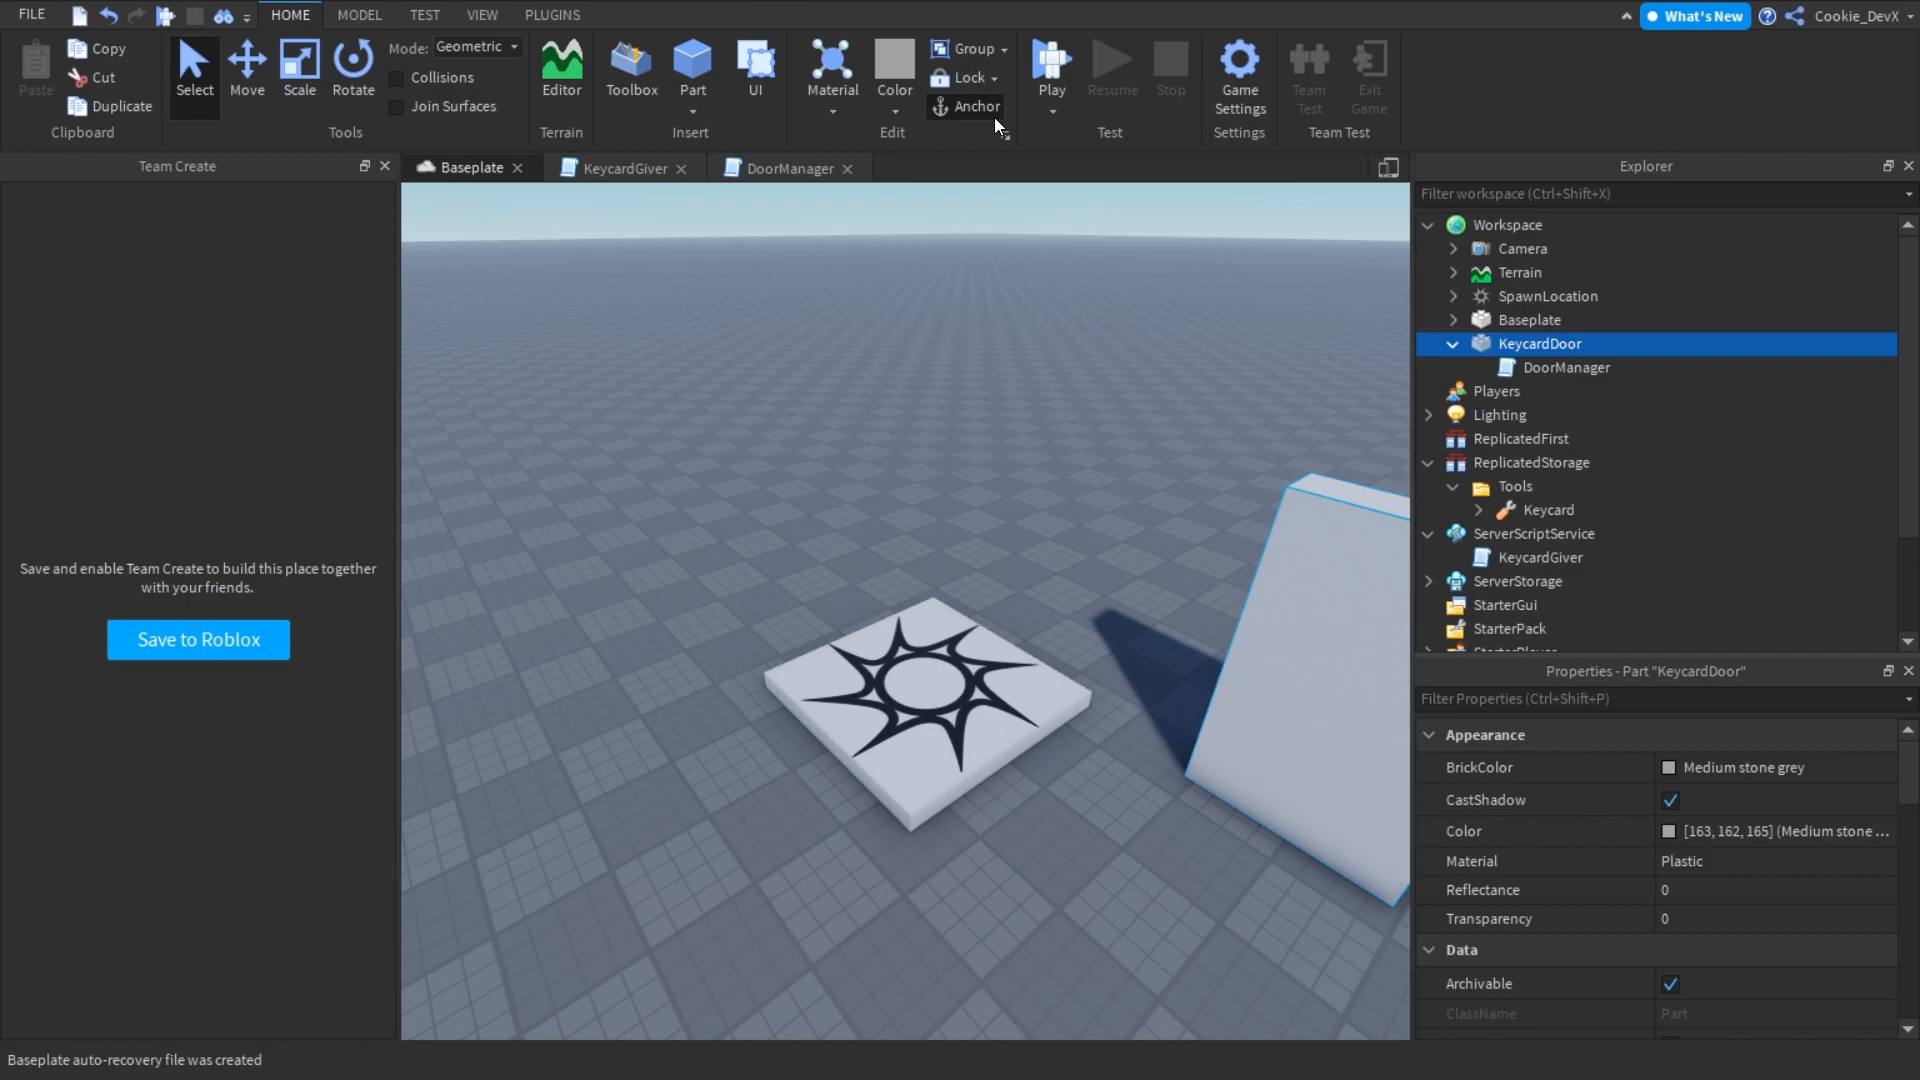 FILE
HOME
MODEL
TEST
VIEW
PLUGINS
What's New
Cookie_DevX
Paste
Copy
Cut
Duplicate
Clipboard
Select
Move
Scale
Rotate
Mode: Geometric
Collisions
Join Surfaces
Tools
Editor
Terrain
Toolbox
Part
UI
Insert
Material
Color
Group
Lock
Anchor
Edit
Play
Resume
Stop
Test
Game
Settings
Settings
Team
Test
Exit
Game
Team Test
Team Create
Save and enable Team Create to build this place together
with your friends.
Save to Roblox
Baseplate
KeycardGiver
DoorManager
Explorer
Filter workspace (Ctrl+Shift+X)
Workspace
Camera
Terrain
SpawnLocation
Baseplate
KeycardDoor
DoorManager
Players
Lighting
ReplicatedFirst
ReplicatedStorage
Tools
Keycard
ServerScriptService
KeycardGiver
ServerStorage
StarterGui
StarterPack
StarterPlayer
Properties - Part "KeycardDoor"
Filter Properties (Ctrl+Shift+P)
Appearance
BrickColor Medium stone grey
CastShadow
Color [163, 162, 165] (Medium stone ...
Material Plastic
Reflectance 0
Transparency 0
Data
Archivable
ClassName Part
Baseplate auto-recovery file was created